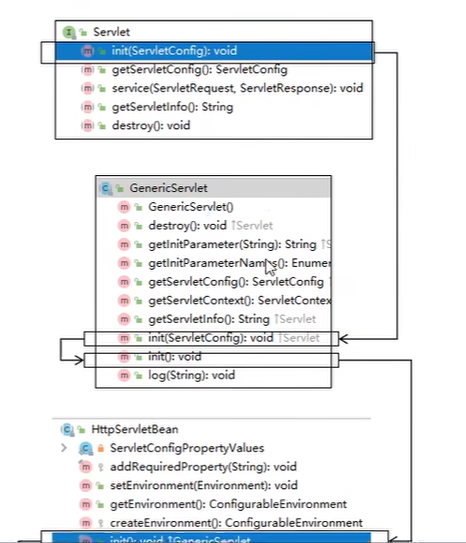 Servlet
init(ServletConfig): void
getServletConfig(): ServletConfig
service(ServletRequest, ServletResponse): void
getServletInfo(): String
destroy(): void
GenericServlet
GenericServlet()
destroy(): void ↑Servlet
getInitParameter(String): String ↑S
getInitParameterNames(): Enumer
getServletConfig(): ServletConfig
getServletContext(): ServletContex
getServletInfo(): String ↑Servlet
init(ServletConfig): void ↑Servlet
init(): void
log(String): void
HttpServletBean
ServletConfigPropertyValues
addRequiredProperty(String): void
setEnvironment(Environment): void
getEnvironment(): ConfigurableEnvironment
createEnvironment(): ConfigurableEnvironment
init(): void ↑GenericServlet